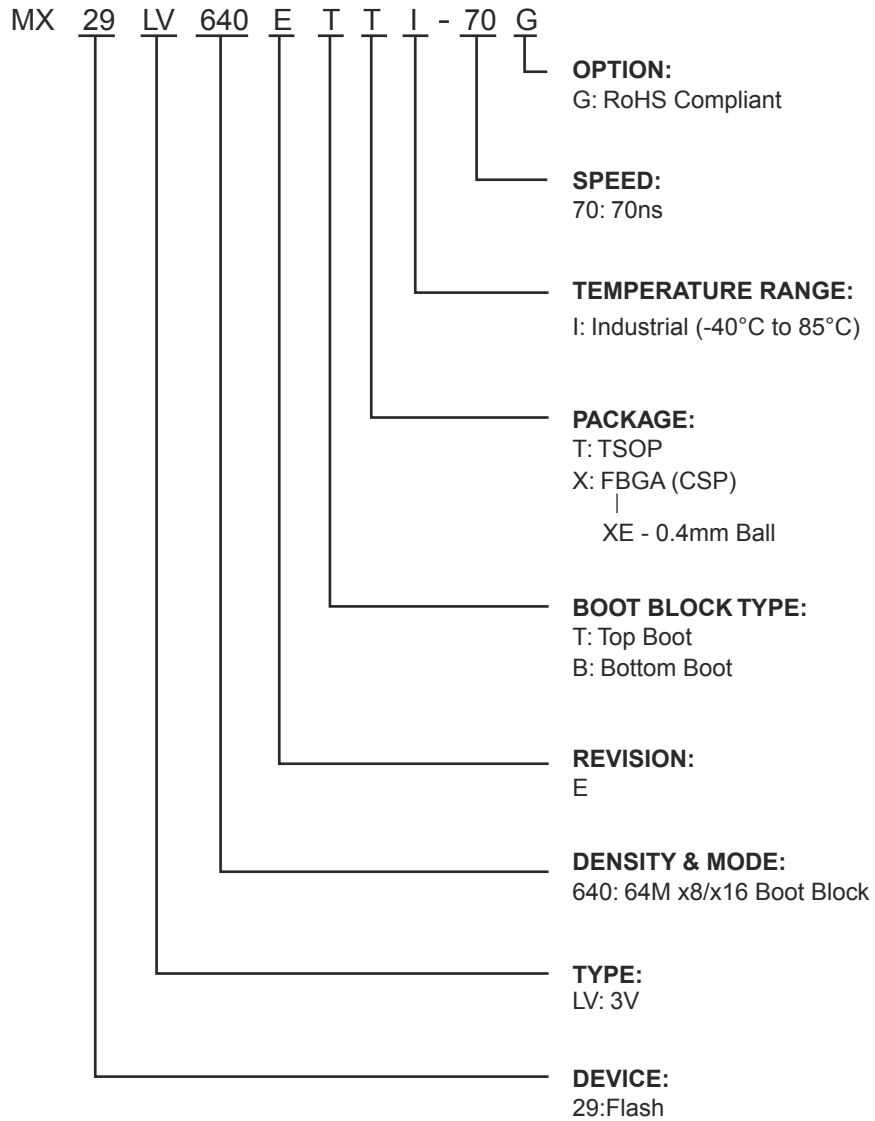 MX 29 LV 640 E T T I - 70 G
OPTION:
G: RoHS Compliant
SPEED:
70: 70ns
TEMPERATURE RANGE:
I: Industrial (-40°C to 85°C)
PACKAGE:
T: TSOP
X: FBGA (CSP)
XE - 0.4mm Ball
BOOT BLOCK TYPE:
T: Top Boot
B: Bottom Boot
REVISION:
E
DENSITY & MODE:
640: 64M x8/x16 Boot Block
TYPE:
LV: 3V
DEVICE:
29:Flash